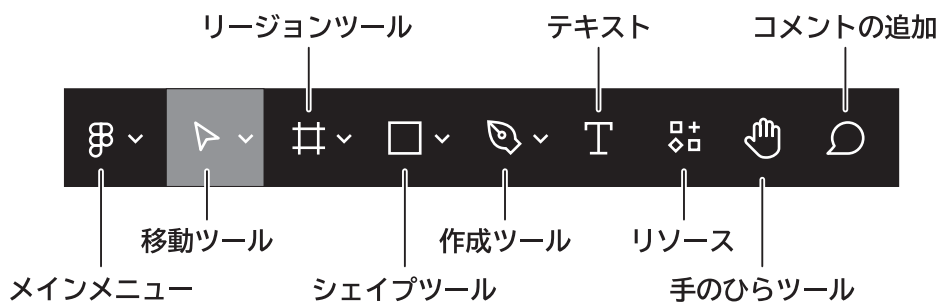 リージョンツール
テキスト
コメントの追加
移動ツール
作成ツール
リソース
メインメニュー
シェイプツール
手のひらツール